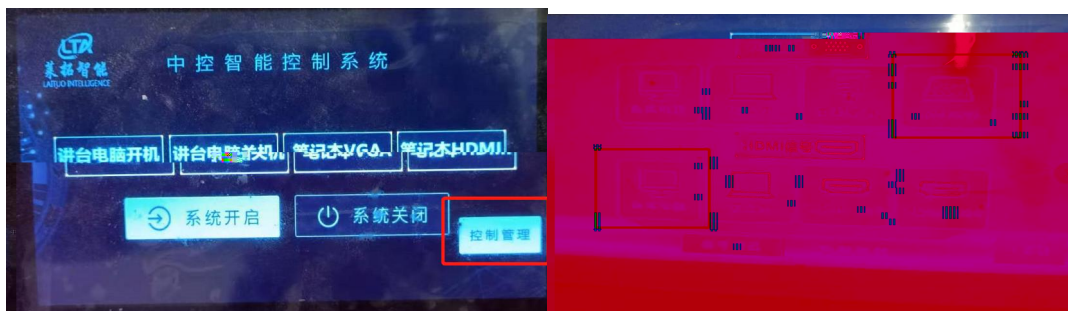 LTA
莱拓智能
LAITUO INTELLIGENCE
中控智能控制系统
讲台电脑开机 讲台电脑关机 笔记本VGA 笔记本HDMI
系统开启 系统关闭
控制管理